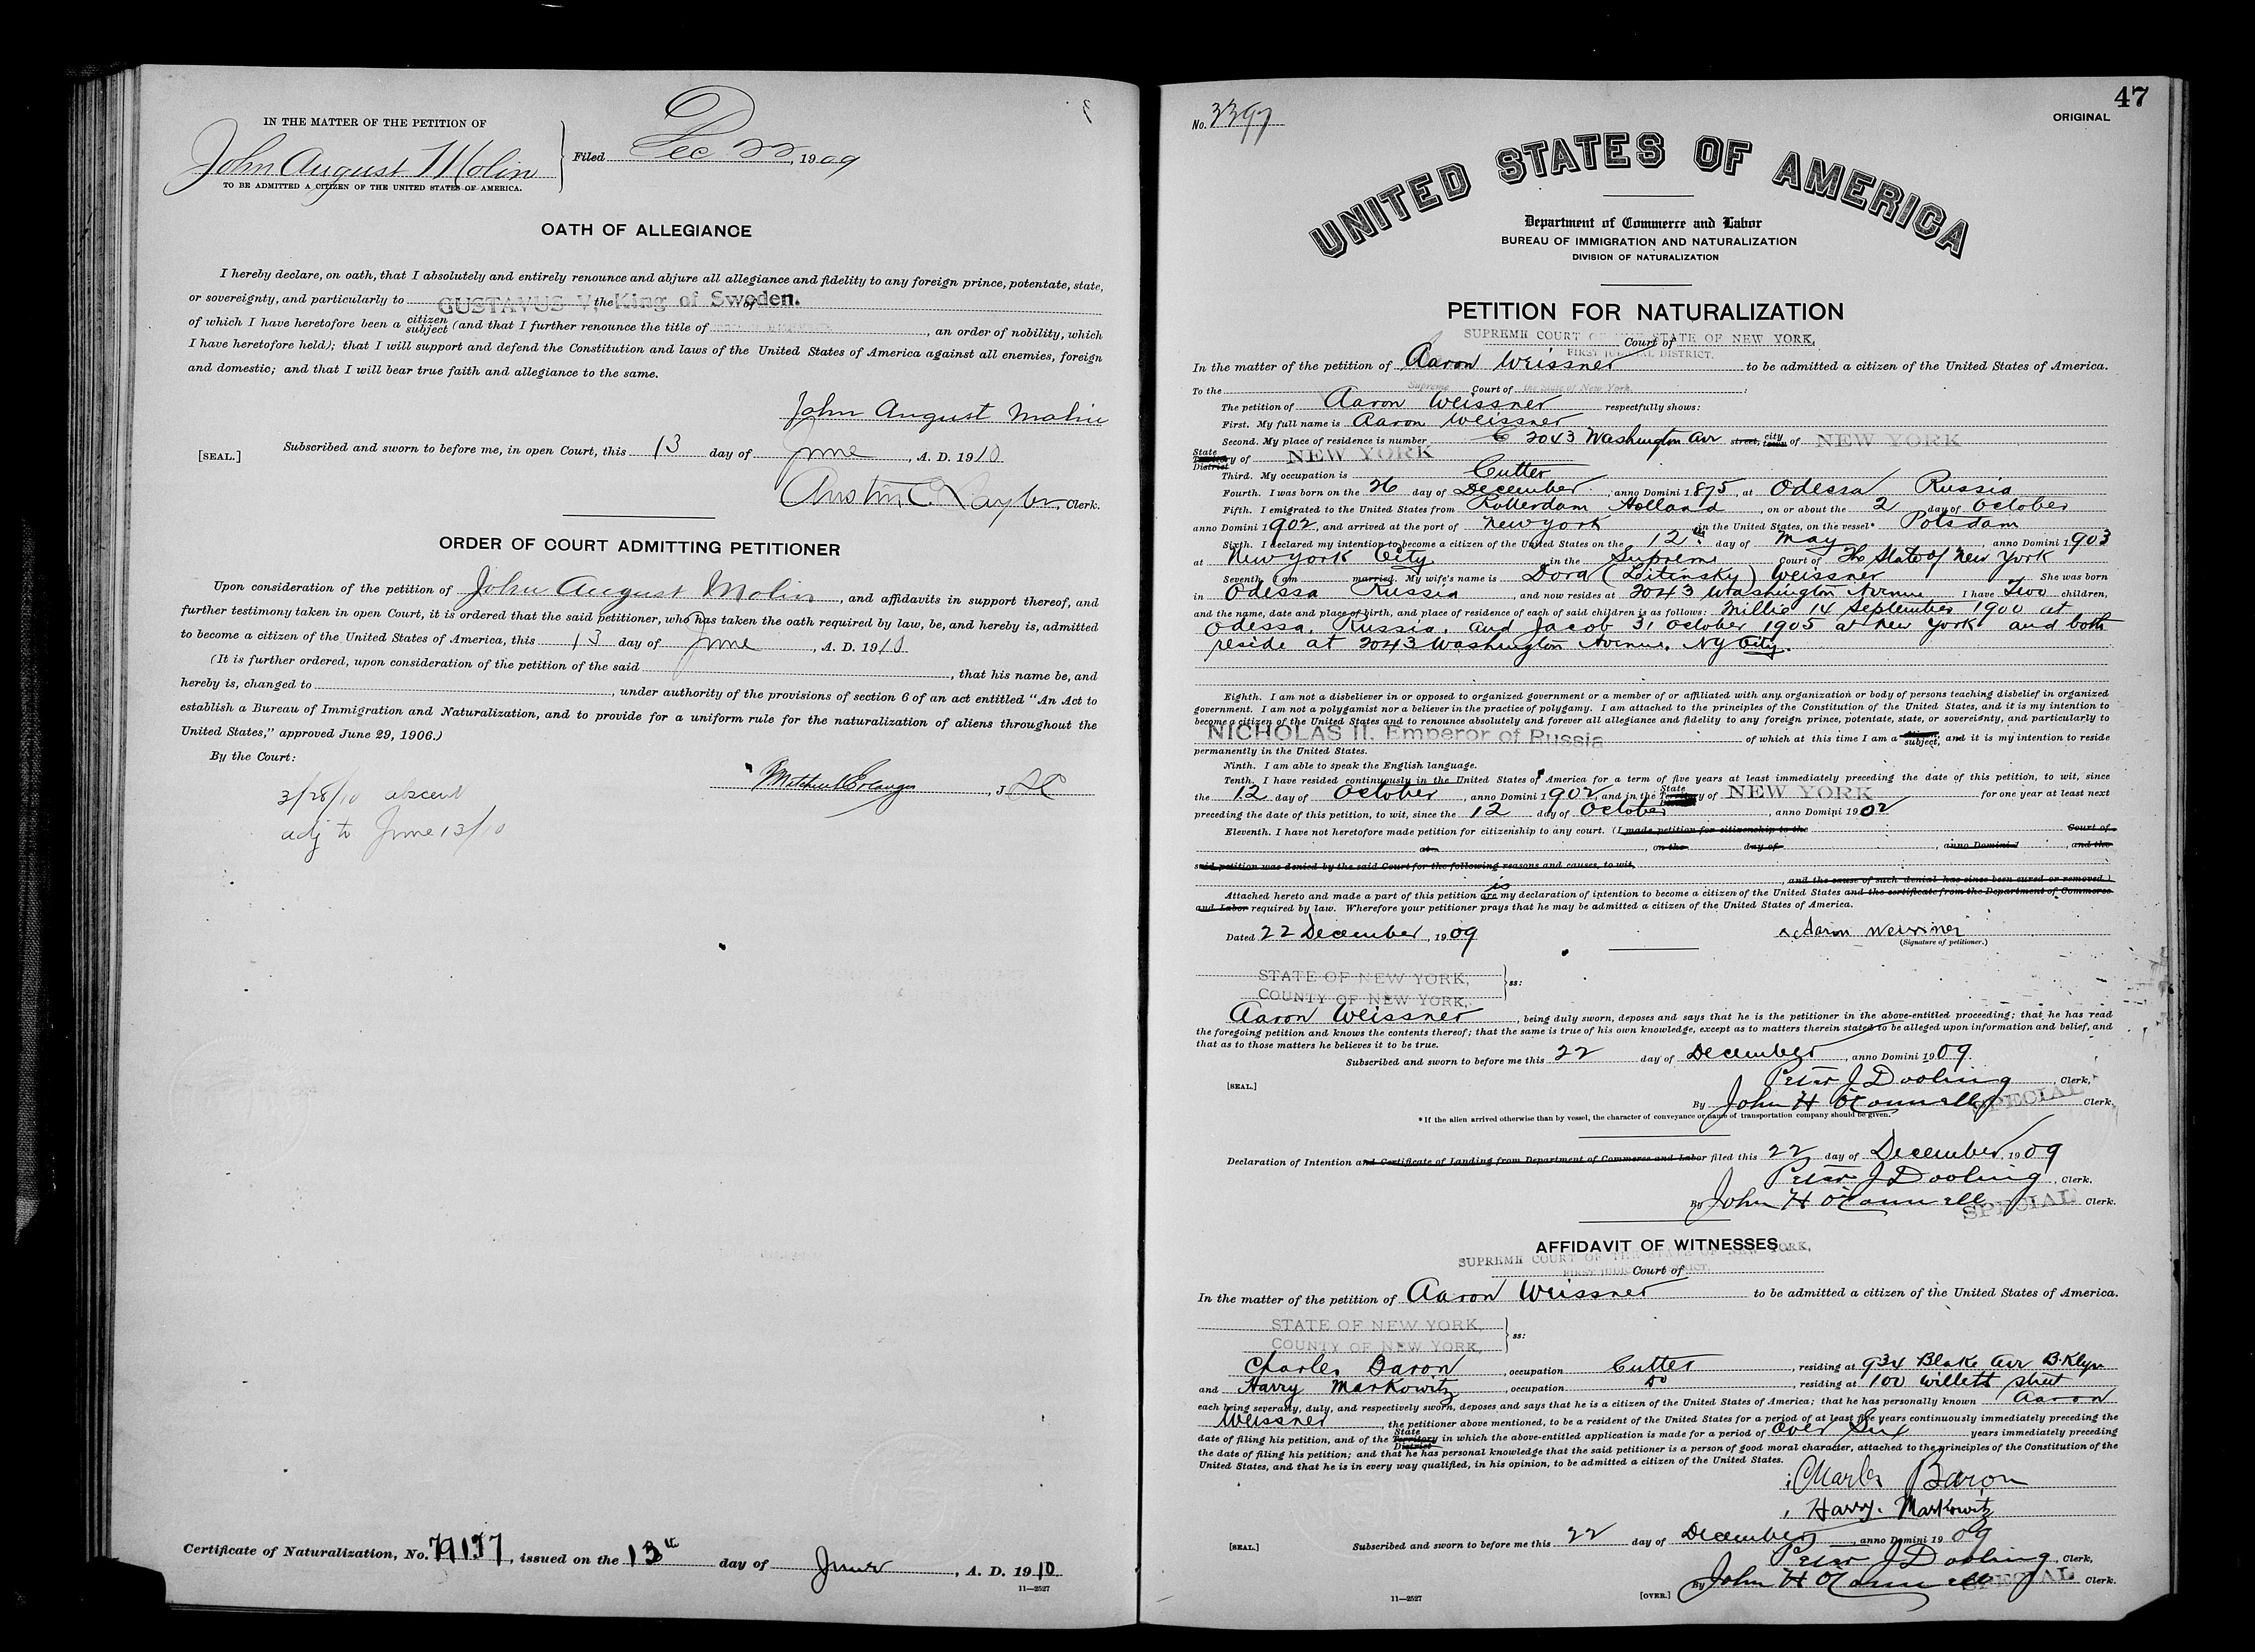 IN THE MATTER OF THE PETITION OF
John August Molin
TO BE ADMITTED A CITIZEN OF THE UNITED STATES OF AMERICA.
Filed Dec 22, 1909
OATH OF ALLEGIANCE
I hereby declare, on oath, that I absolutely and entirely renounce and abjure all allegiance and fidelity to any foreign prince, potentate, state,
or sovereignty, and particularly to GUSTAVUS V, the King of Sweden. of
of which I have heretofore been a citizen subject (and that I further renounce the title of , an order of nobility, which
I have heretofore held); that I will support and defend the Constitution and laws of the United States of America against all enemies, foreign
and domestic; and that I will bear true faith and allegiance to the same.
John August Molin
[SEAL.] Subscribed and sworn to before me, in open Court, this 13 day of June, A. D. 1910
, Clerk.
ORDER OF COURT ADMITTING PETITIONER
Upon consideration of the petition of John August Molin, and affidavits in support thereof, and
further testimony taken in open Court, it is ordered that the said petitioner, who has taken the oath required by law, be, and hereby is, admitted
to become a citizen of the United States of America, this 13 day of June, A. D. 1910.
(It is further ordered, upon consideration of the petition of the said , that his name be, and
hereby is, changed to , under authority of the provisions of section 6 of an act entitled "An Act to
establish a Bureau of Immigration and Naturalization, and to provide for a uniform rule for the naturalization of aliens throughout the
United States," approved June 29, 1906.)
By the Court:
Mitchell Erlanger, J
3/28/10 absent
adj to June 13/10
Certificate of Naturalization, No. 79137, issued on the 13th day of June, A. D. 1910
11—2527
47
No. 3397
ORIGINAL
UNITED STATES OF AMERICA
Department of Commerce and Labor
BUREAU OF IMMIGRATION AND NATURALIZATION
DIVISION OF NATURALIZATION
PETITION FOR NATURALIZATION
SUPREME COURT OF THE STATE OF NEW YORK,
Court of
FIRST JUDICIAL DISTRICT.
In the matter of the petition of Aaron Weissner to be admitted a citizen of the United States of America.
To the Supreme Court of the State of New York :
The petition of Aaron Weissner respectfully shows:
First. My full name is Aaron Weissner
Second. My place of residence is number 2043 Washington Av street, city town of NEW YORK
State Territory District of NEW YORK
Third. My occupation is Cutter
Fourth. I was born on the 26 day of December, anno Domini 1875, at Odessa Russia
Fifth. I emigrated to the United States from Rotterdam Holland, on or about the 2 day of October
anno Domini 1902, and arrived at the port of New York in the United States, on the vessel* Potsdam
Sixth. I declared my intention to become a citizen of the United States on the 12th day of May, anno Domini 1903
at New York City in the Supreme Court of The State of New York
Seventh. I am married. My wife's name is Dora (Litinsky) Weissner She was born
in Odessa Russia, and now resides at 2043 Washington Avenue I have Two children,
and the name, date and place of birth, and place of residence of each of said children is as follows: Millie 14 September 1900 at
Odessa, Russia, and Jacob 31 October 1905 at New York and both
reside at 2043 Washington Avenue, NY City.
Eighth. I am not a disbeliever in or opposed to organized government or a member of or affiliated with any organization or body of persons teaching disbelief in organized
government. I am not a polygamist nor a believer in the practice of polygamy. I am attached to the principles of the Constitution of the United States, and it is my intention to
become a citizen of the United States and to renounce absolutely and forever all allegiance and fidelity to any foreign prince, potentate, state, or sovereignty, and particularly to
NICHOLAS II, Emperor of Russia of which at this time I am a subject, and it is my intention to reside
permanently in the United States.
Ninth. I am able to speak the English language.
Tenth. I have resided continuously in the United States of America for a term of five years at least immediately preceding the date of this petition, to wit, since
the 12 day of October, anno Domini 1902, and in the State Territory of NEW YORK for one year at least next
preceding the date of this petition, to wit, since the 12 day of October, anno Domini 1902
Eleventh. I have not heretofore made petition for citizenship to any court. (I made petition for citizenship to the Court of
at , on the day of , anno Domini 1 , and the
said petition was denied by the said Court for the following reasons and causes, to wit,
, and the cause of such denial has since been cured or removed.)
Attached hereto and made a part of this petition are is my declaration of intention to become a citizen of the United States and the certificate from the Department of Commerce
and Labor required by law. Wherefore your petitioner prays that he may be admitted a citizen of the United States of America.
Dated 22 December, 1909
x Aaron Weissner
(Signature of petitioner.)
STATE OF NEW YORK,
COUNTY OF NEW YORK, ss:
Aaron Weissner, being duly sworn, deposes and says that he is the petitioner in the above-entitled proceeding; that he has read
the foregoing petition and knows the contents thereof; that the same is true of his own knowledge, except as to matters therein stated to be alleged upon information and belief, and
that as to those matters he believes it to be true.
Subscribed and sworn to before me this 22 day of December, anno Domini 1909
Peter J Dooling, Clerk,
[SEAL.]
By John H O'Connell SPECIAL Clerk.
*If the alien arrived otherwise than by vessel, the character of conveyance or name of transportation company should be given.
Declaration of Intention and Certificate of Landing from Department of Commerce and Labor filed this 22 day of December, 1909
Peter J Dooling, Clerk.
By John H O'Connell SPECIAL Clerk.
AFFIDAVIT OF WITNESSES
SUPREME COURT OF THE STATE OF NEW YORK,
Court of
FIRST JUDICIAL DISTRICT.
In the matter of the petition of Aaron Weissner to be admitted a citizen of the United States of America.
STATE OF NEW YORK,
COUNTY OF NEW YORK, ss:
Charles Baron, occupation Cutter, residing at 934 Blake Av B-Klyn
and Harry Markowitz, occupation do, residing at 100 Willett street
each being severally, duly, and respectively sworn, deposes and says that he is a citizen of the United States of America; that he has personally known Aaron
Weissner, the petitioner above mentioned, to be a resident of the United States for a period of at least five years continuously immediately preceding the
date of filing his petition, and of the State Territory District in which the above-entitled application is made for a period of over Six years immediately preceding
the date of filing his petition; and that he has personal knowledge that the said petitioner is a person of good moral character, attached to the principles of the Constitution of the
United States, and that he is in every way qualified, in his opinion, to be admitted a citizen of the United States.
Charles Baron
Harry Markowitz
[SEAL.] Subscribed and sworn to before me this 22 day of December, anno Domini 1909
Peter J Dooling, Clerk,
By John H O'Connell SPECIAL Clerk.
11—2527
[OVER.]